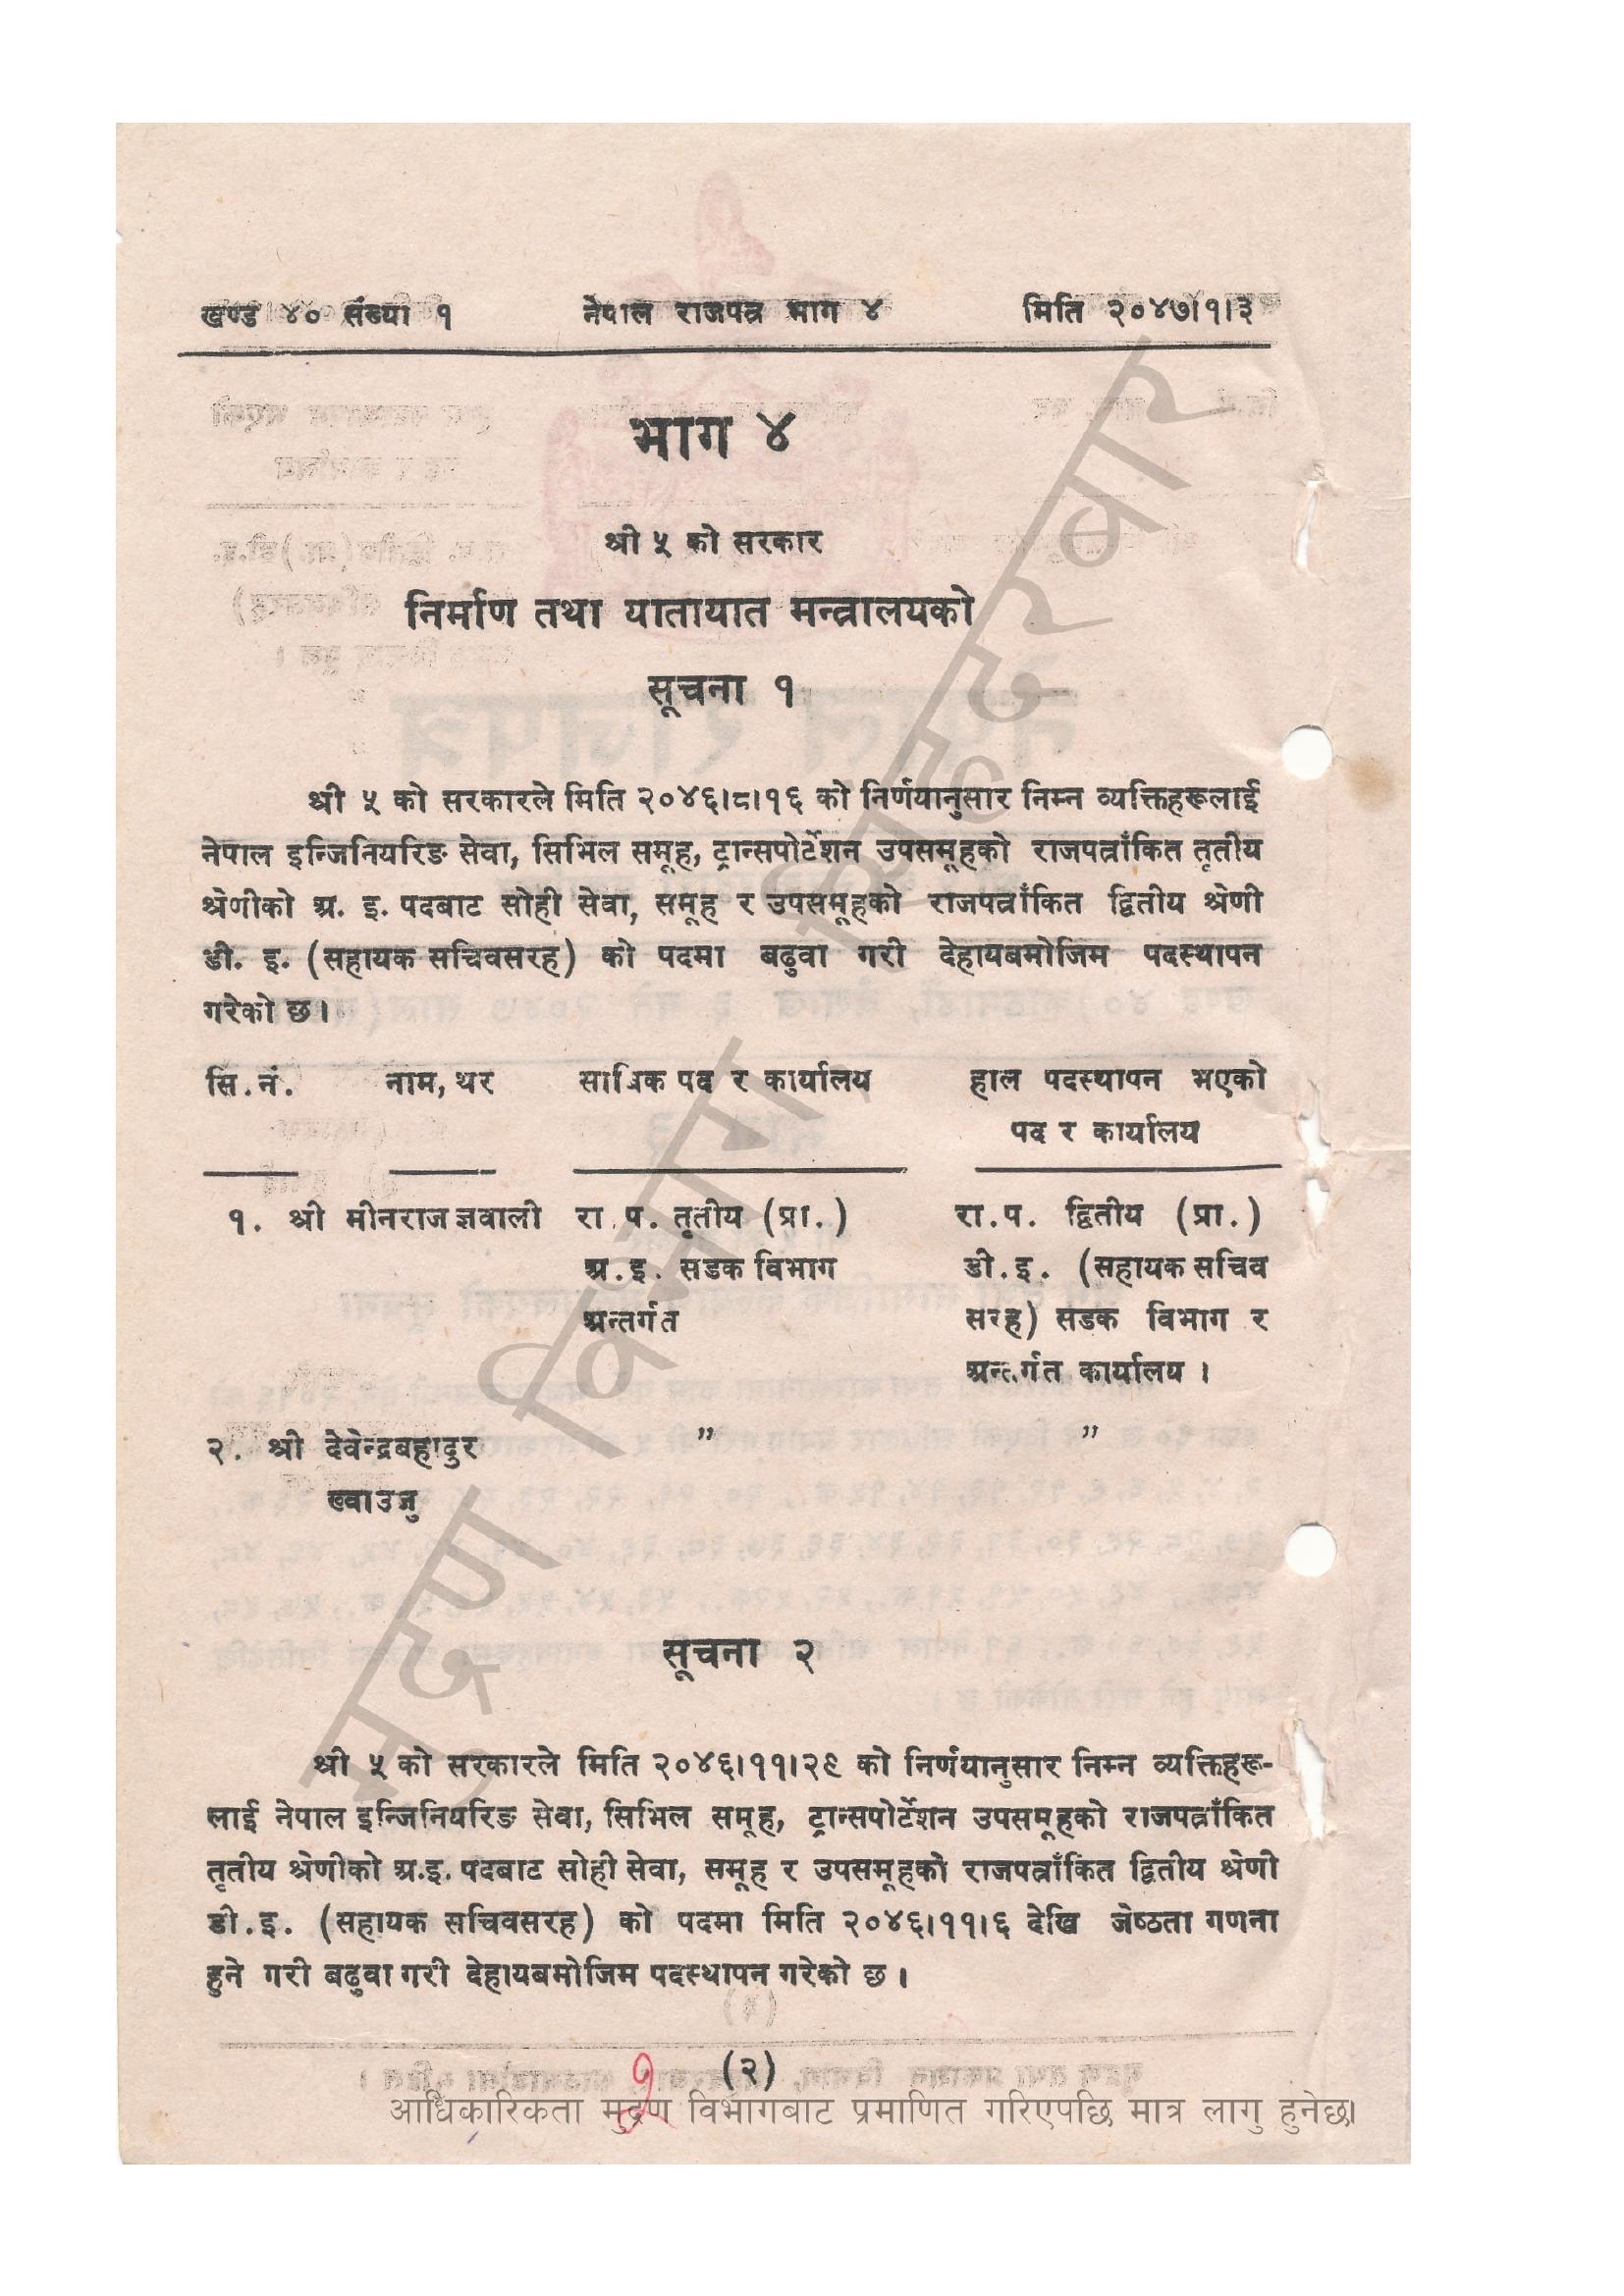 खण्ड ४० संख्या १ नेपाल राजपत्र भाग ४ मिति २०४७।१।३
भाग ४
श्री ५ को सरकार
निर्माण तथा यातायात मन्त्रालयको
सूचना १
श्री ५ को सरकारले मिति २०४६।८।१६ को निर्णयानुसार निम्न व्यक्तिहरूलाई
नेपाल इन्जिनियरिङ सेवा, सिभिल समूह, ट्रान्सपोर्टेशन उपसमूहको राजपत्राँकित तृतीय
श्रेणीको अ. इ. पदबाट सोही सेवा, समूह र उपसमूहको राजपत्राँकित द्वितीय श्रेणी
डी. इ. (सहायक सचिवसरह) को पदमा बढुवा गरी देहायबमोजिम पदस्थापन
गरेको छ।
सि.नं. नाम, थर साबिक पद र कार्यालय हाल पदस्थापन भएको
पद र कार्यालय
१. श्री मीनराज ज्ञवाली रा.प. तृतीय (प्रा.) रा.प. द्वितीय (प्रा.)
अ.इ. सडक विभाग डी.इ. (सहायक सचिव
अन्तर्गत सरह) सडक विभाग र
अन्तर्गत कार्यालय ।
२. श्री देवेन्द्रबहादुर ” ”
ख्वाउजु
सूचना २
श्री ५ को सरकारले मिति २०४६।११।२९ को निर्णयानुसार निम्न व्यक्तिहरू-
लाई नेपाल इन्जिनियरिङ सेवा, सिभिल समूह, ट्रान्सपोर्टेशन उपसमूहको राजपत्राँकित
तृतीय श्रेणीको अ.इ. पदबाट सोही सेवा, समूह र उपसमूहको राजपत्राँकित द्वितीय श्रेणी
डी.इ. (सहायक सचिवसरह) को पदमा मिति २०४६।११।६ देखि जेष्ठता गणना
हुने गरी बढुवा गरी देहायबमोजिम पदस्थापन गरेको छ ।
(२)
आधिकारिकता मुद्रण विभागबाट प्रमाणित गरिएपछि मात्र लागु हुनेछ।
मुद्रण विभाग, सिंहदरबार